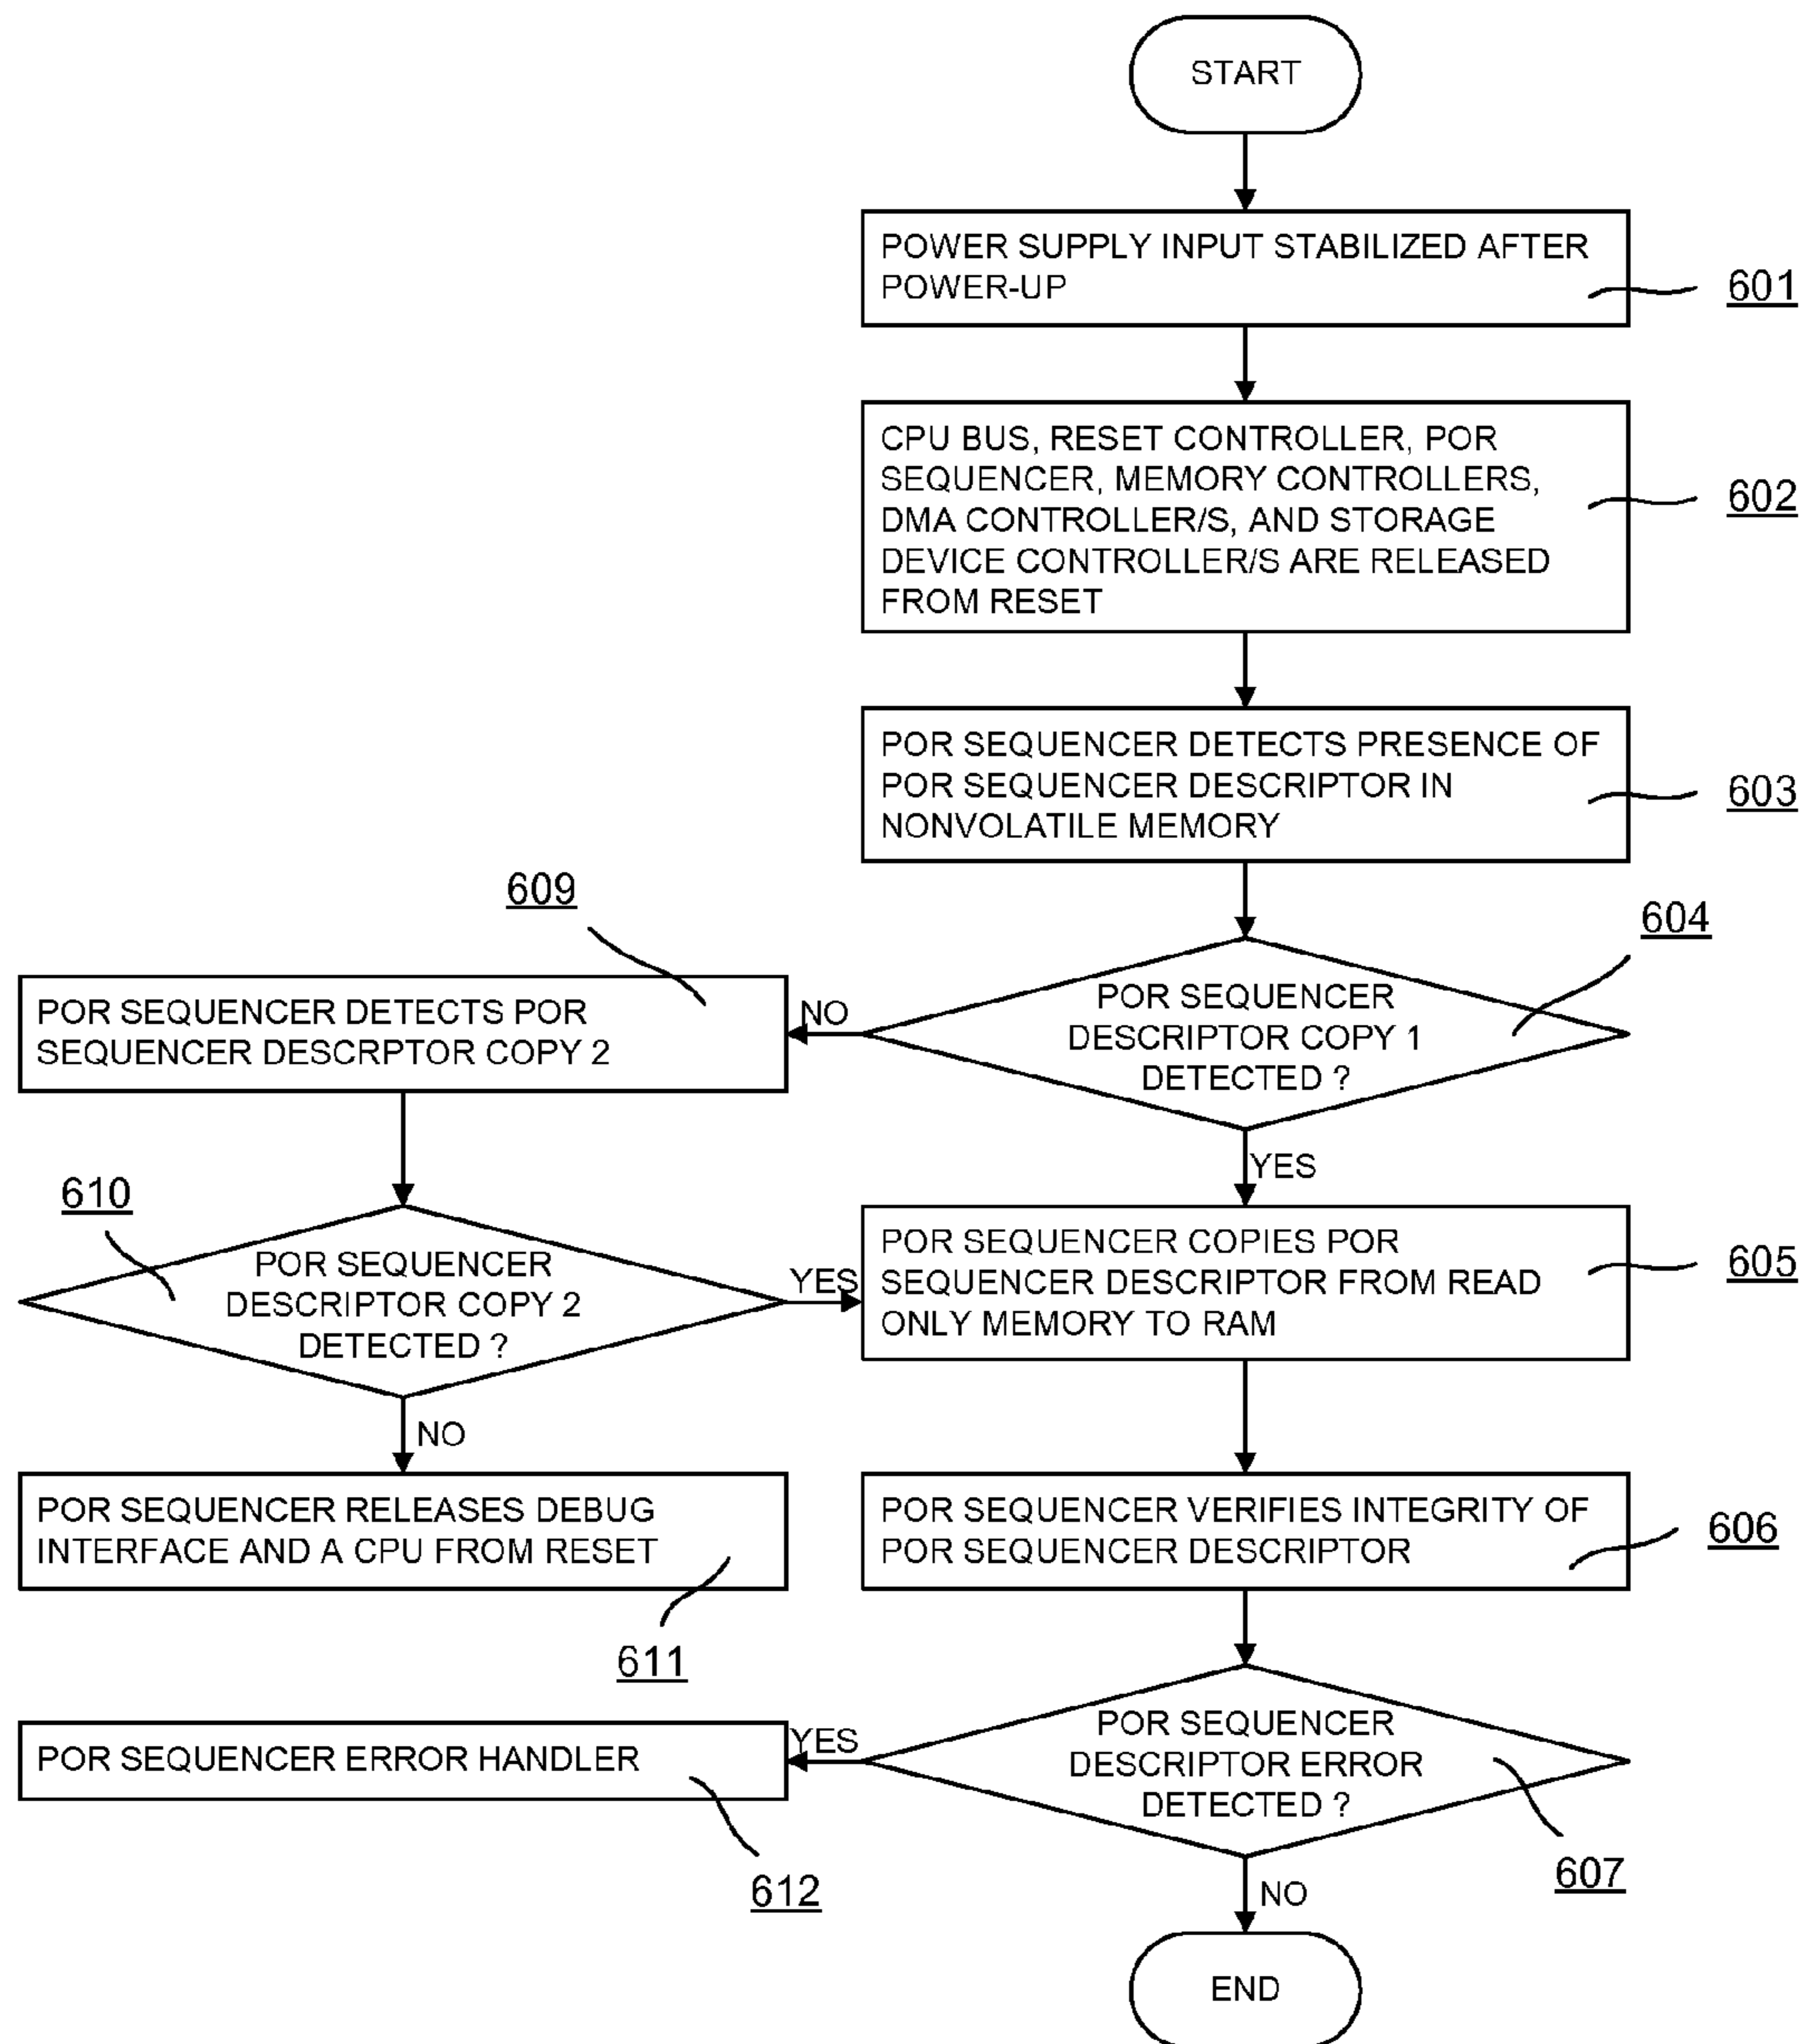 START
POWER SUPPLY INPUT STABILIZED AFTER
POWER-UP
601
CPU BUS, RESET CONTROLLER, POR
SEQUENCER, MEMORY CONTROLLERS,
DMA CONTROLLER/S, AND STORAGE
DEVICE CONTROLLER/S ARE RELEASED
FROM RESET
602
POR SEQUENCER DETECTS PRESENCE OF
POR SEQUENCER DESCRIPTOR IN
NONVOLATILE MEMORY
603
604
POR SEQUENCER
DESCRIPTOR COPY 1
DETECTED ?
NO
609
POR SEQUENCER DETECTS POR
SEQUENCER DESCRPTOR COPY 2
YES
610
POR SEQUENCER
DESCRIPTOR COPY 2
DETECTED ?
YES
POR SEQUENCER COPIES POR
SEQUENCER DESCRIPTOR FROM READ
ONLY MEMORY TO RAM
605
NO
POR SEQUENCER RELEASES DEBUG
INTERFACE AND A CPU FROM RESET
611
POR SEQUENCER VERIFIES INTEGRITY OF
POR SEQUENCER DESCRIPTOR
606
POR SEQUENCER
DESCRIPTOR ERROR
DETECTED ?
607
YES
POR SEQUENCER ERROR HANDLER
612
NO
END